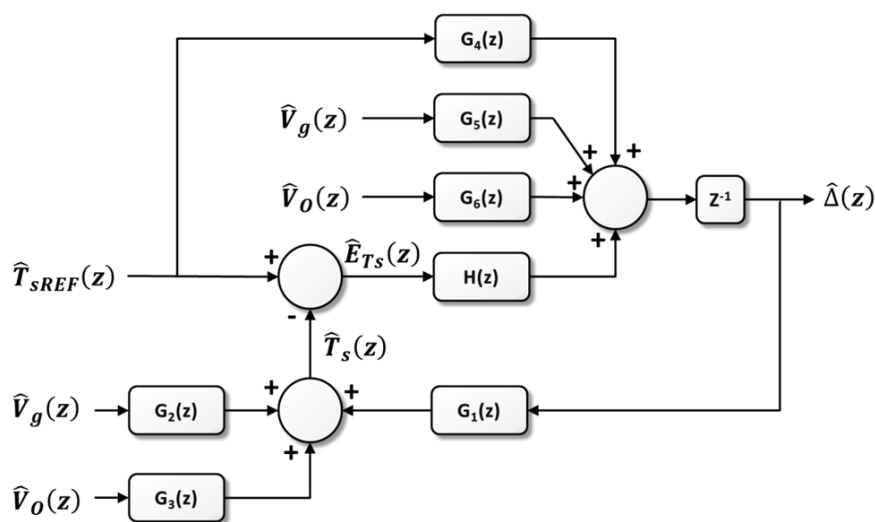 G₄(z)
V̂g(z)
G₅(z)
+
+
V̂O(z)
+
G₆(z)
Z⁻¹
Δ̂(z)
+
T̂sREF(z)
+
ÊTs(z)
H(z)
-
T̂s(z)
V̂g(z)
G₂(z)
+
+
G₁(z)
+
V̂O(z)
G₃(z)